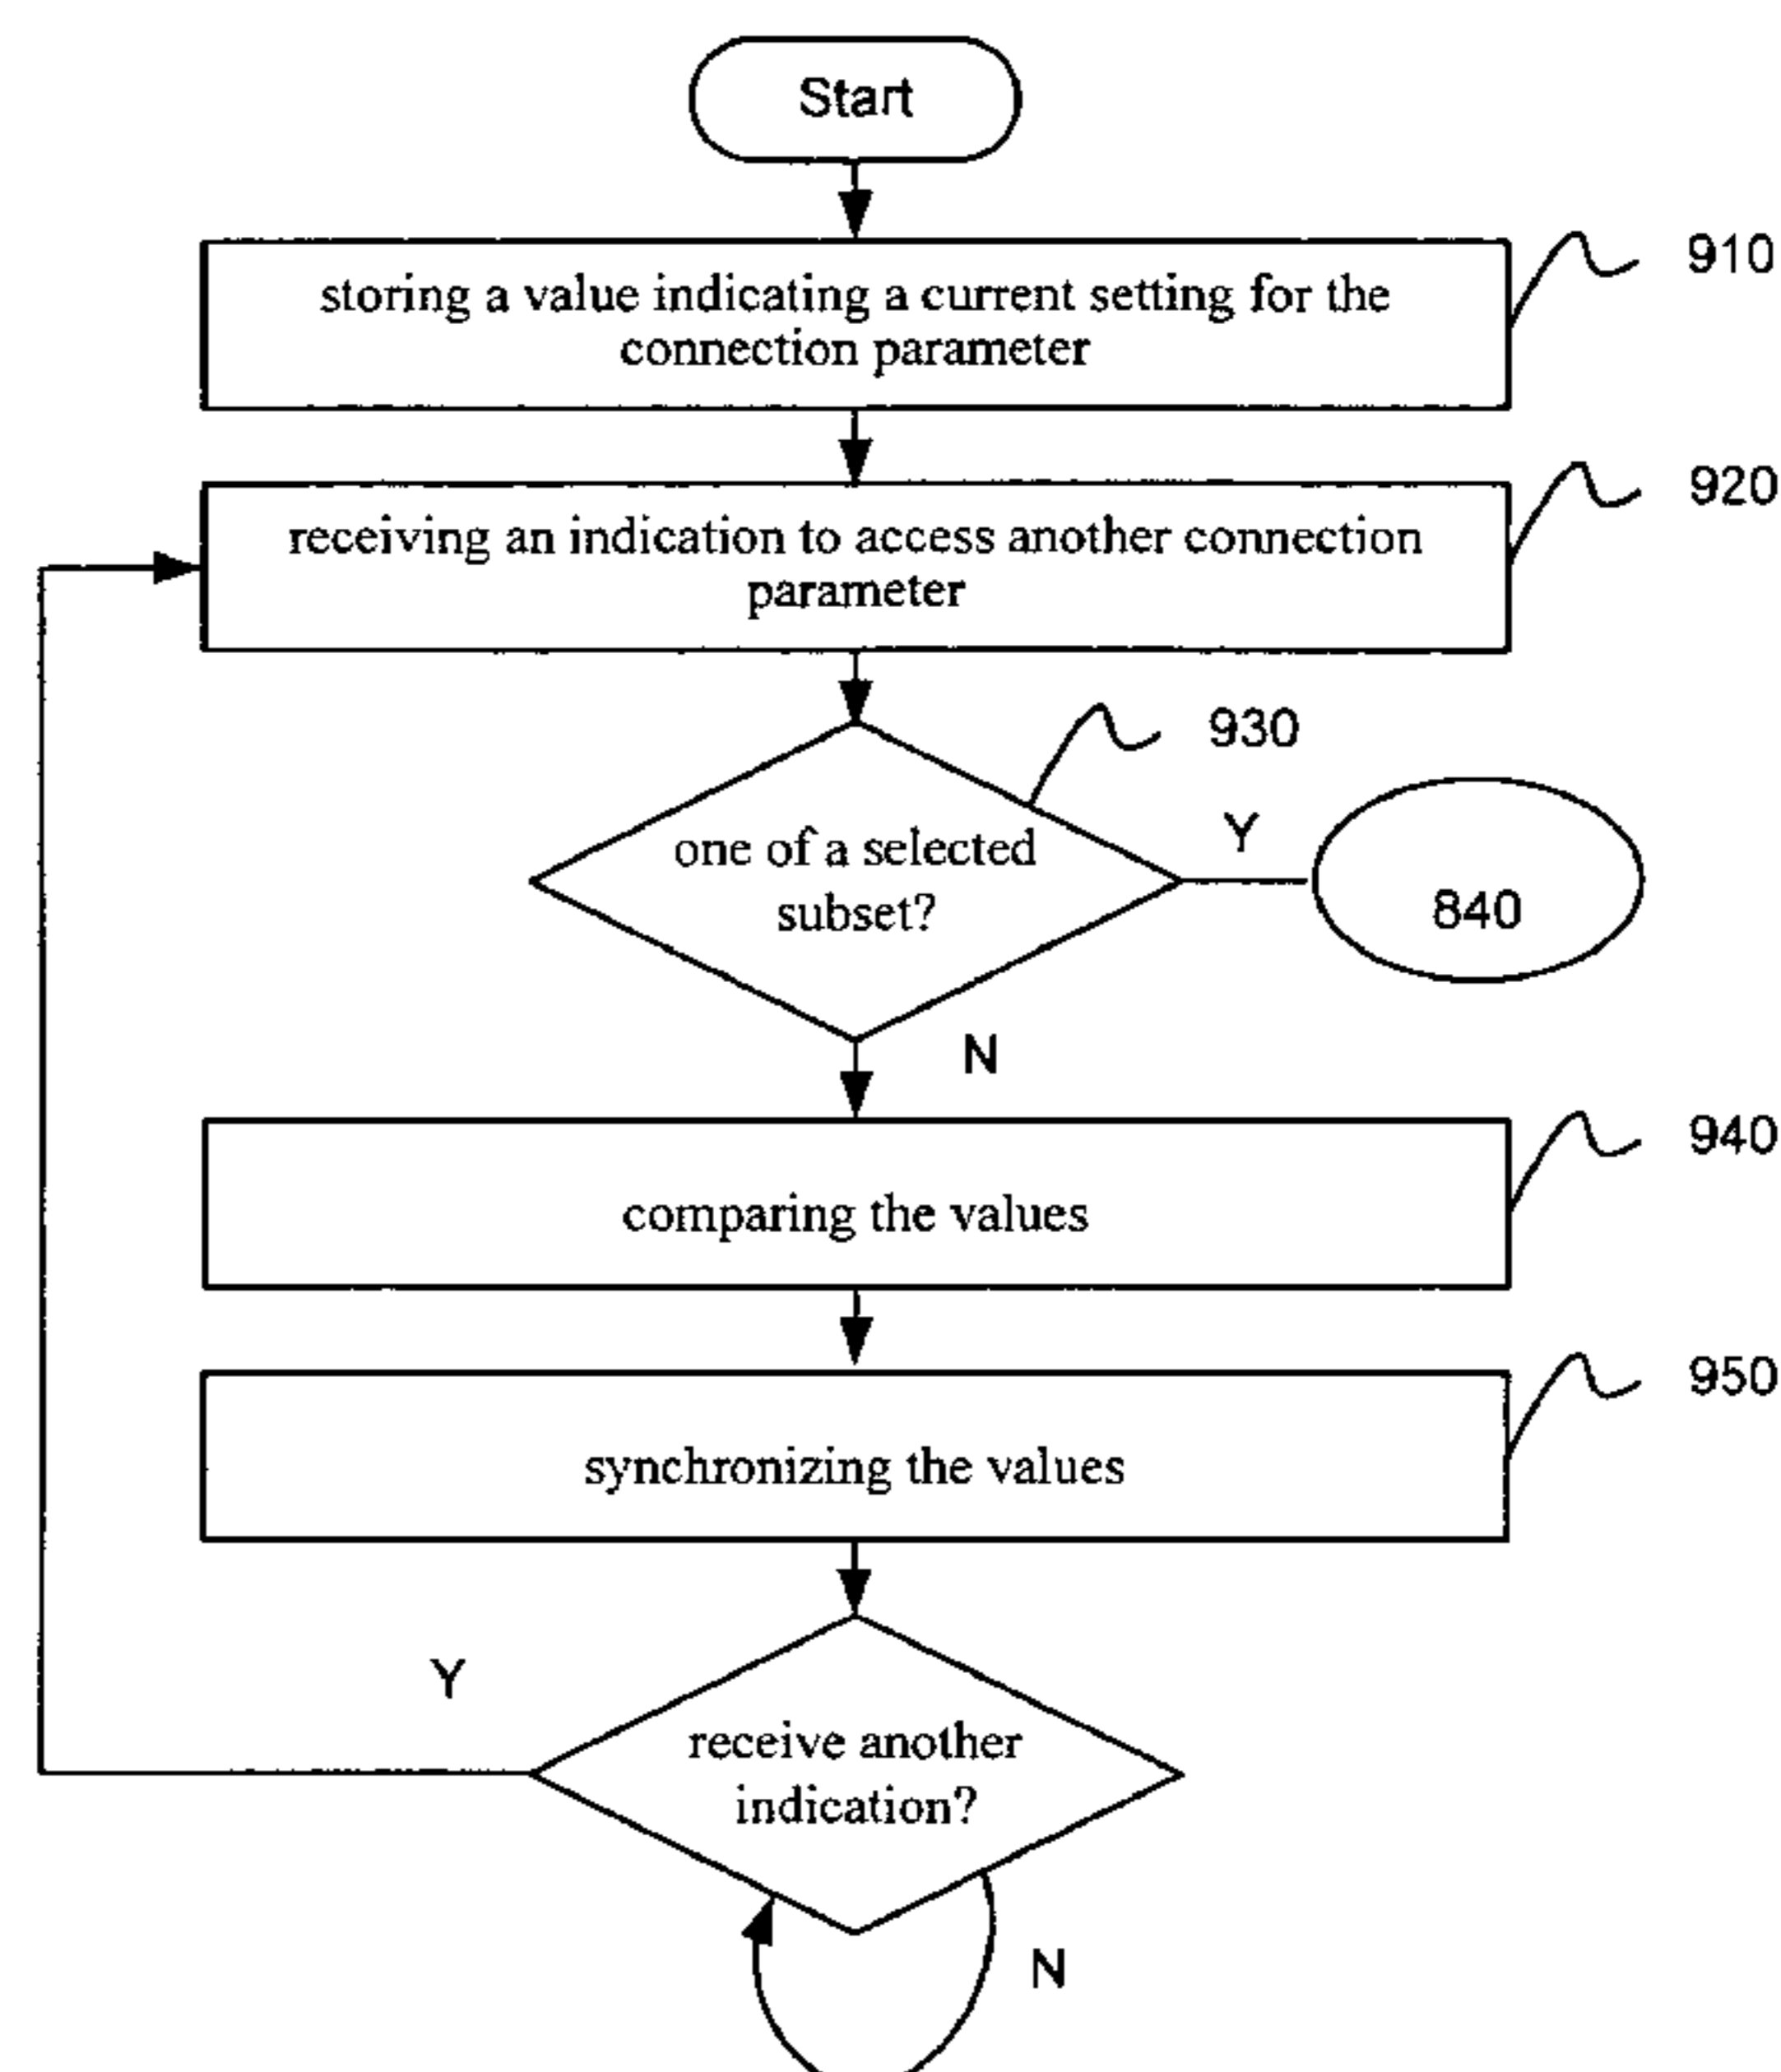 Start
910
storing a value indicating a current setting for the
connection parameter
920
receiving an indication to access another connection
parameter
930
one of a selected
subset?
Y
840
N
940
comparing the values
950
synchronizing the values
Y
receive another
indication?
N